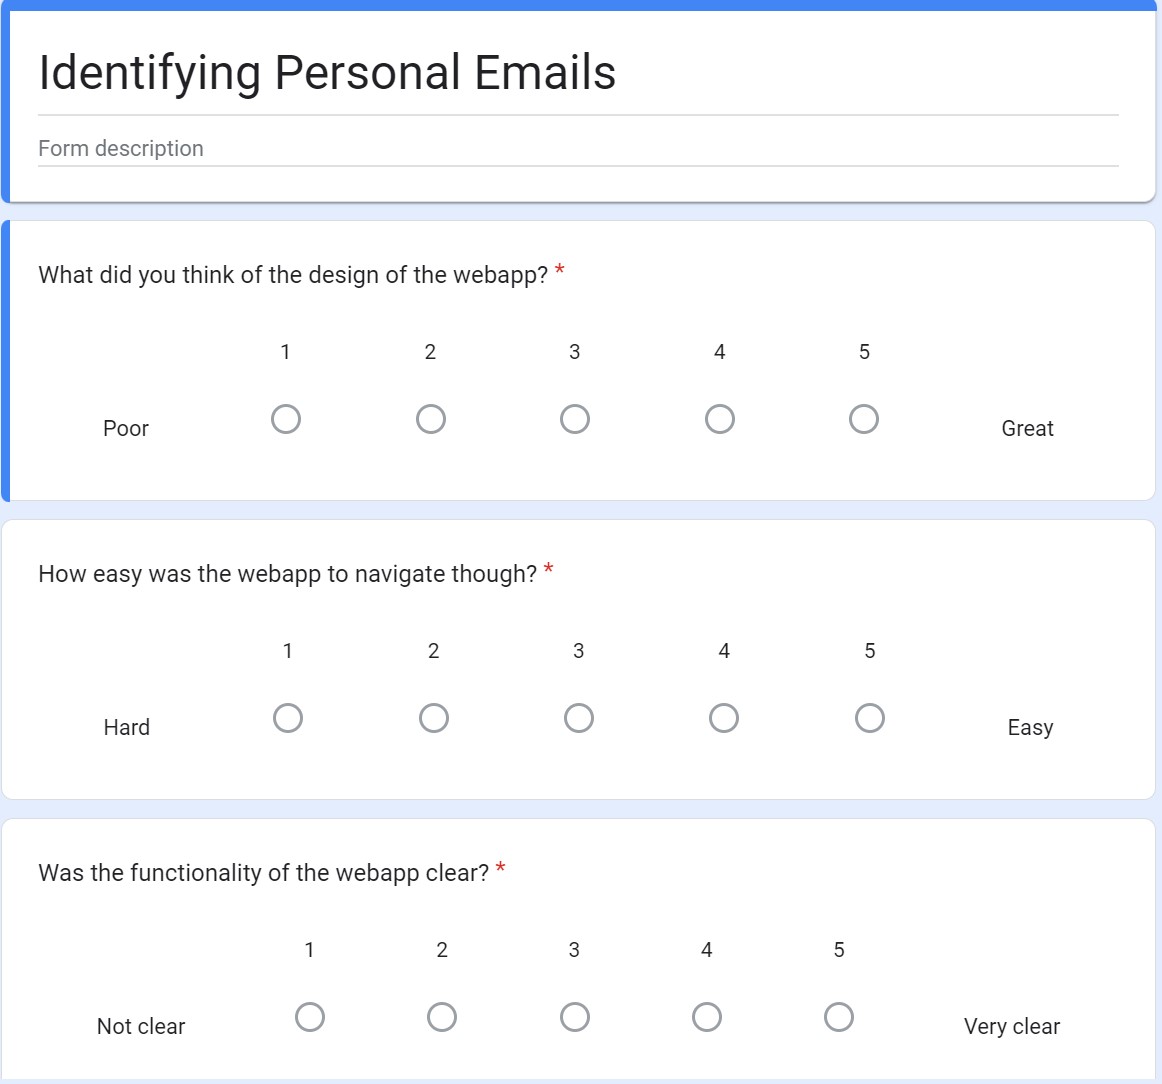 Identifying Personal Emails
Form description
What did you think of the design of the webapp? *
1 2 3 4 5
Poor Great
How easy was the webapp to navigate though? *
1 2 3 4 5
Hard Easy
Was the functionality of the webapp clear? *
1 2 3 4 5
Not clear Very clear